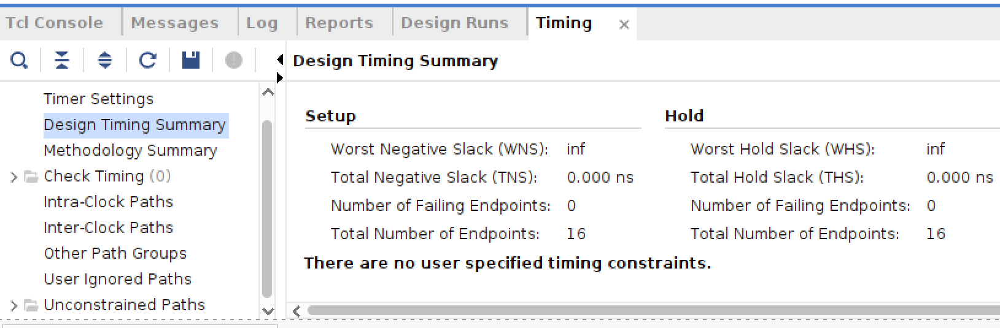 Tcl Console Messages Log Reports Design Runs Timing
Design Timing Summary
Timer Settings
Design Timing Summary
Methodology Summary
Check Timing (0)
Intra-Clock Paths
Inter-Clock Paths
Other Path Groups
User Ignored Paths
Unconstrained Paths
Setup
Worst Negative Slack (WNS): inf
Total Negative Slack (TNS): 0.000 ns
Number of Failing Endpoints: 0
Total Number of Endpoints: 16
Hold
Worst Hold Slack (WHS): inf
Total Hold Slack (THS): 0.000 ns
Number of Failing Endpoints: 0
Total Number of Endpoints: 16
There are no user specified timing constraints.